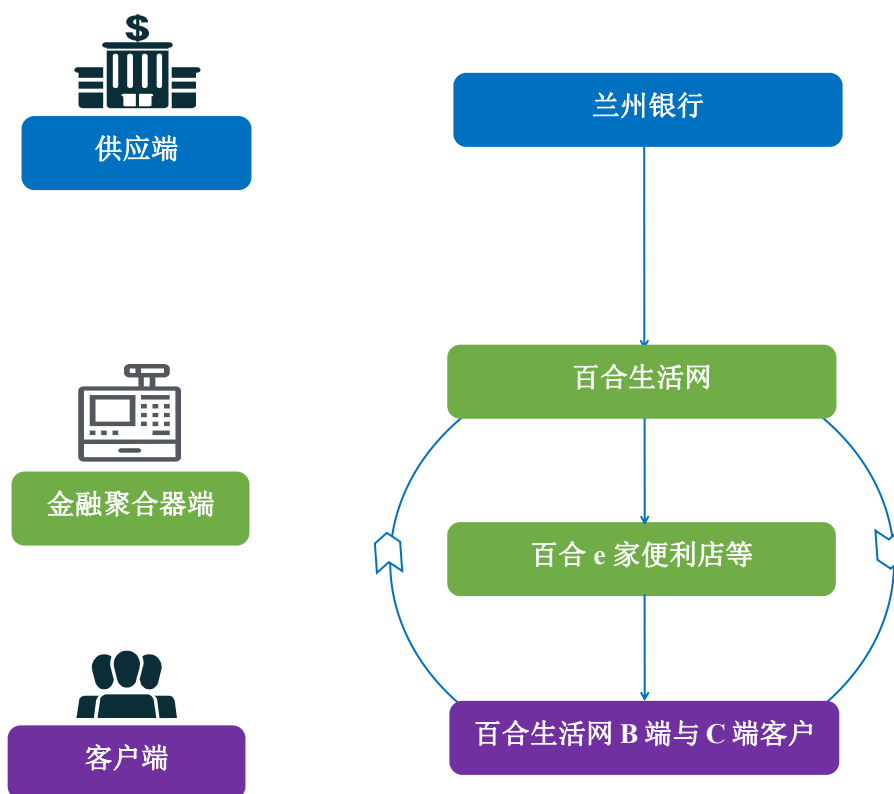 $
供应端
兰州银行
百合生活网
金融聚合器端
百合 e 家便利店等
百合生活网 B 端与 C 端客户
客户端